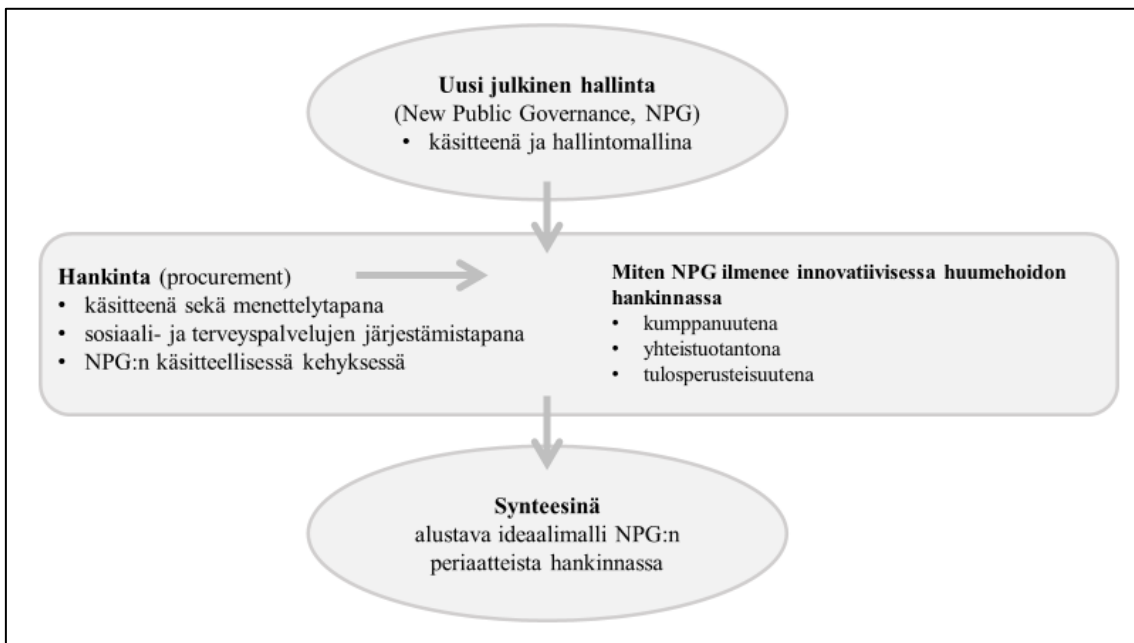 Uusi julkinen hallinta
(New Public Governance, NPG)
• käsitteenä ja hallintomallina
Hankinta (procurement)
• käsitteenä sekä menettelytapana
• sosiaali- ja terveyspalvelujen järjestämistapana
• NPG:n käsitteellisessä kehyksessä
Miten NPG ilmenee innovatiivisessa huumehoidon
hankinnassa
• kumppanuutena
• yhteistuotantona
• tulosperusteisuutena
Synteesinä
alustava ideaalimalli NPG:n
periaatteista hankinnassa